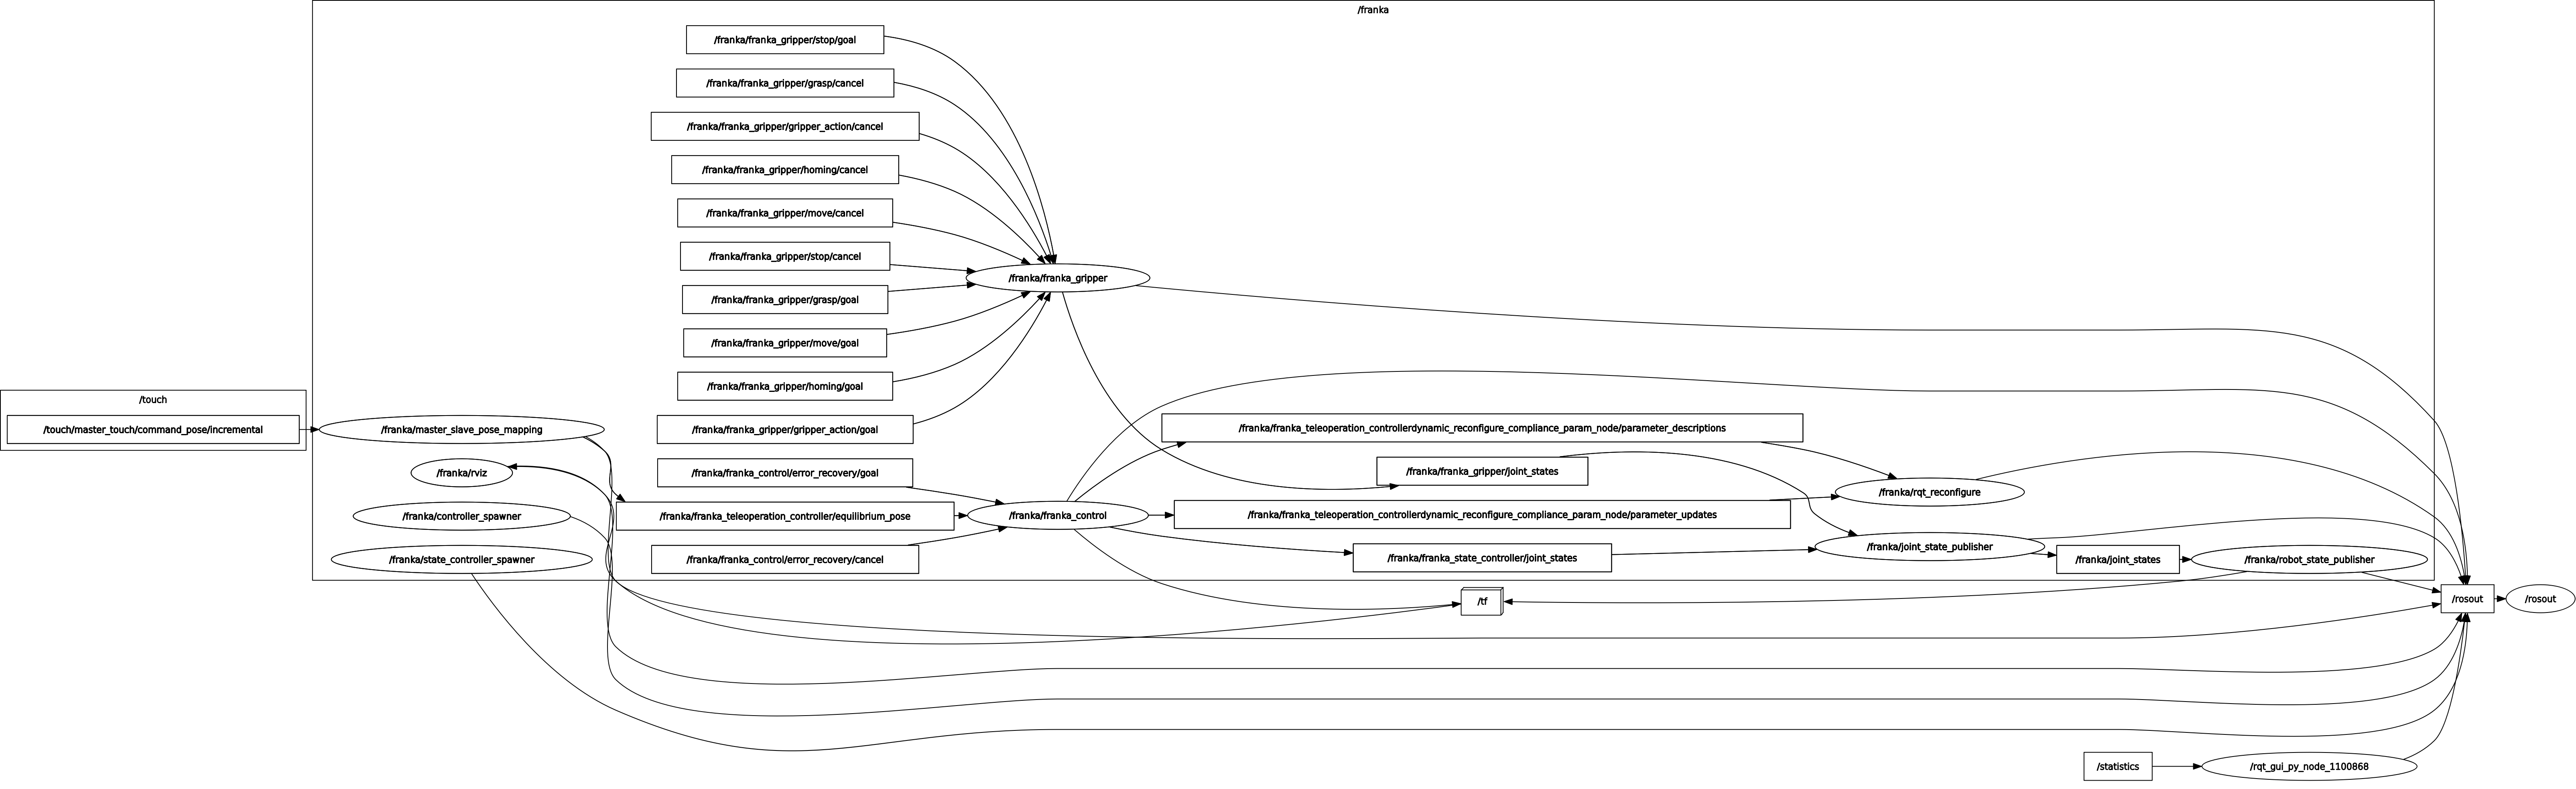 /franka
/franka/franka_gripper/stop/goal
/franka/franka_gripper/grasp/cancel
/franka/franka_gripper/gripper_action/cancel
/franka/franka_gripper/homing/cancel
/franka/franka_gripper/move/cancel
/franka/franka_gripper/stop/cancel
/franka/franka_gripper
/franka/franka_gripper/grasp/goal
/franka/franka_gripper/move/goal
/franka/franka_gripper/homing/goal
/touch
/touch/master_touch/command_pose/incremental
/franka/master_slave_pose_mapping
/franka/franka_gripper/gripper_action/goal
/franka/franka_teleoperation_controllerdynamic_reconfigure_compliance_param_node/parameter_descriptions
/franka/rviz
/franka/franka_control/error_recovery/goal
/franka/franka_gripper/joint_states
/franka/rqt_reconfigure
/franka/controller_spawner
/franka/franka_teleoperation_controller/equilibrium_pose
/franka/franka_control
/franka/franka_teleoperation_controllerdynamic_reconfigure_compliance_param_node/parameter_updates
/franka/joint_state_publisher
/franka/state_controller_spawner
/franka/franka_control/error_recovery/cancel
/franka/franka_state_controller/joint_states
/franka/joint_states
/franka/robot_state_publisher
/tf
/rosout
/rosout
/statistics
/rqt_gui_py_node_1100868